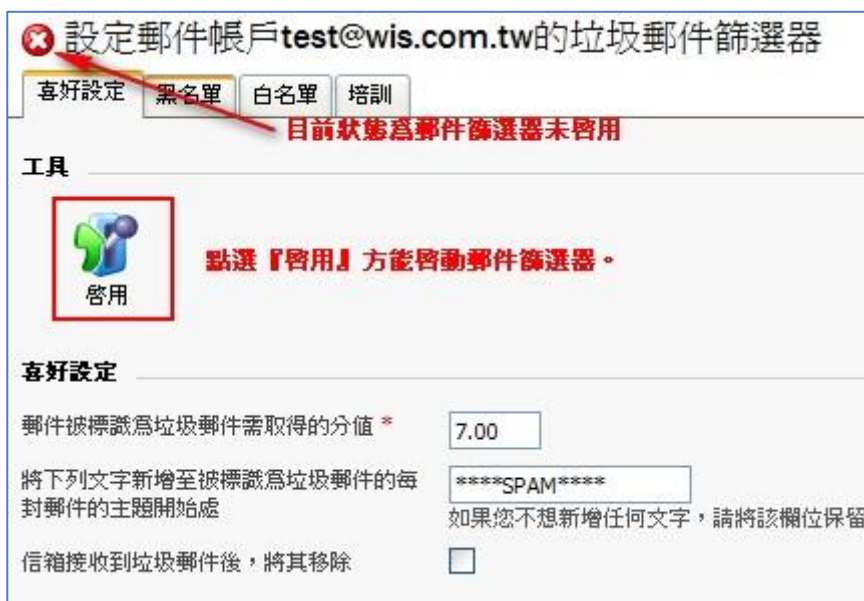 設定郵件帳戶test@wis.com.tw的垃圾郵件篩選器
喜好設定 黑名單 白名單 培訓
目前狀態爲郵件篩選器未啓用
工具
點選『啓用』方能啓動郵件篩選器。
啓用
喜好設定
郵件被標識爲垃圾郵件需取得的分值 * 7.00
將下列文字新增至被標識爲垃圾郵件的每 ****SPAM****
封郵件的主題開始處 如果您不想新增任何文字，請將該欄位保留
信箱接收到垃圾郵件後，將其移除